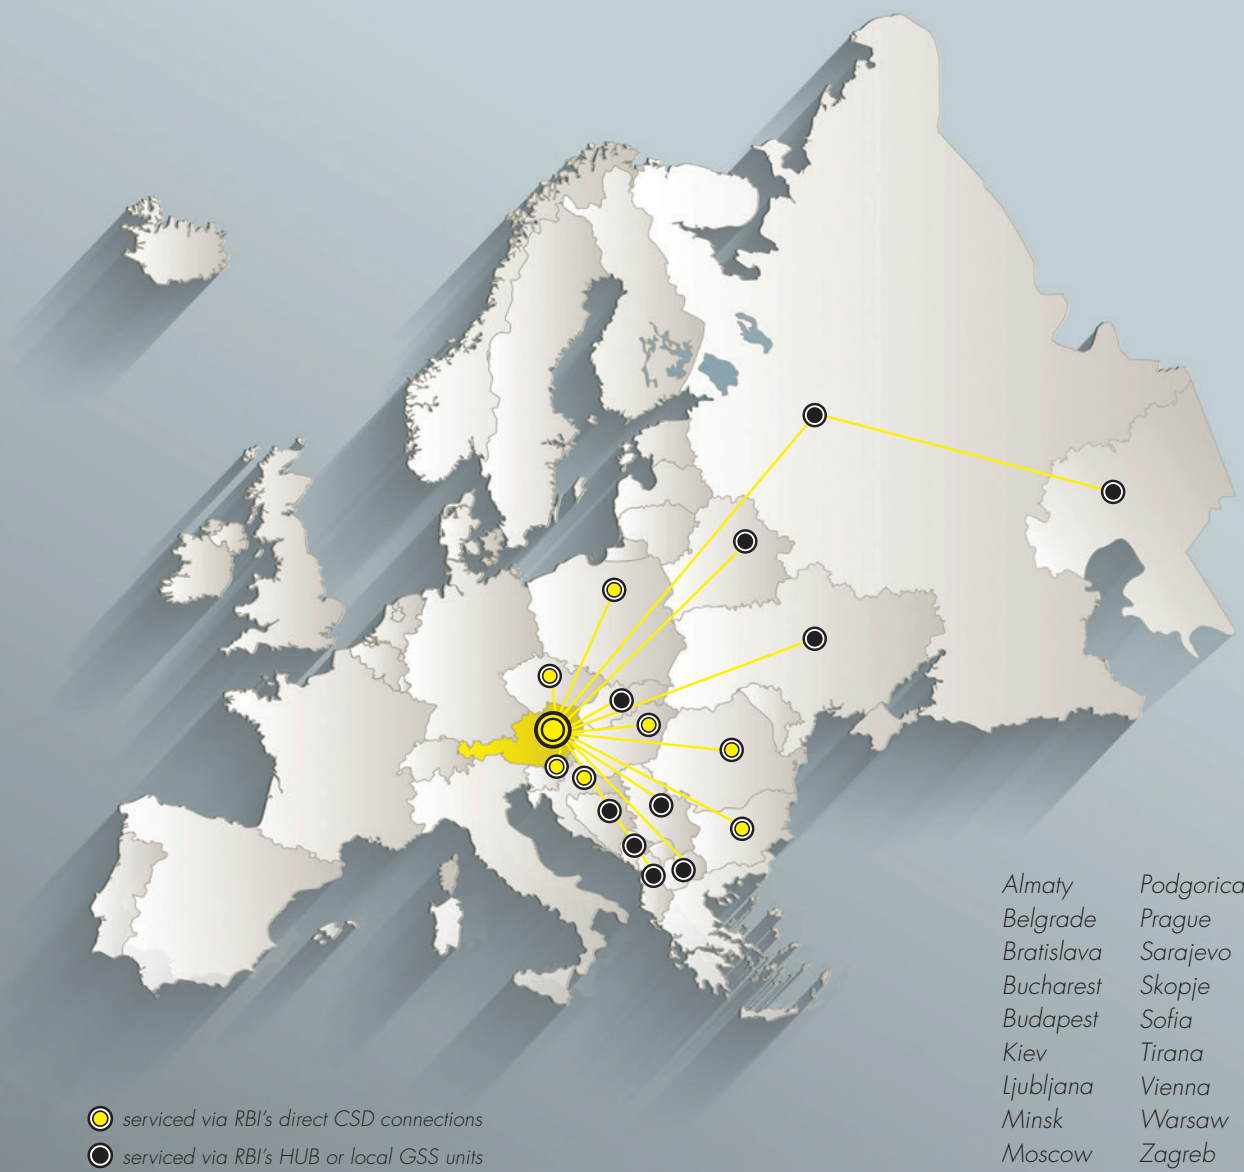 Almaty
Belgrade
Bratislava
Bucharest
Budapest
Kiev
Ljubljana
Minsk
Moscow
Podgorica
Prague
Sarajevo
Skopje
Sofia
Tirana
Vienna
Warsaw
Zagreb
serviced via RBI's direct CSD connections
serviced via RBI's HUB or local GSS units